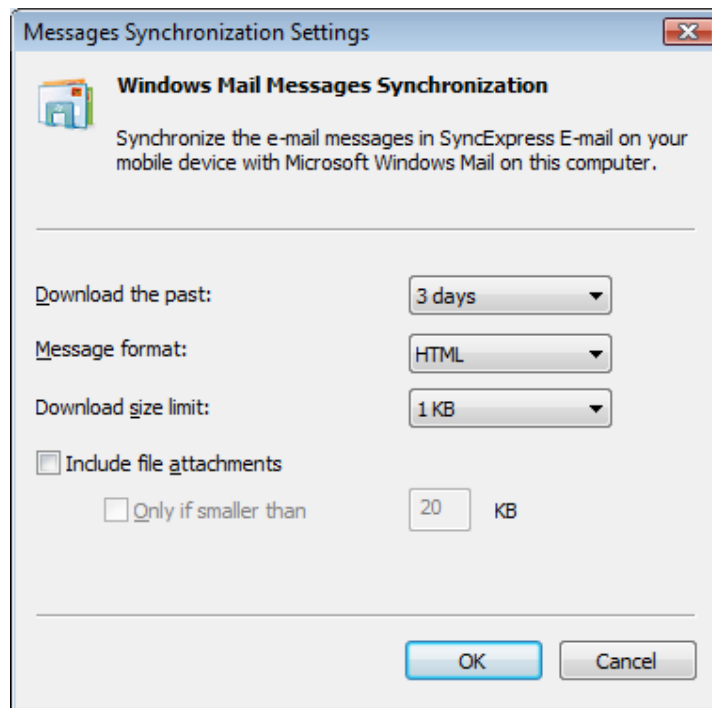 Messages Synchronization Settings
Windows Mail Messages Synchronization
Synchronize the e-mail messages in SyncExpress E-mail on your
mobile device with Microsoft Windows Mail on this computer.
Download the past: 3 days
Message format: HTML
Download size limit: 1 KB
Include file attachments
Only if smaller than 20 KB
OK Cancel